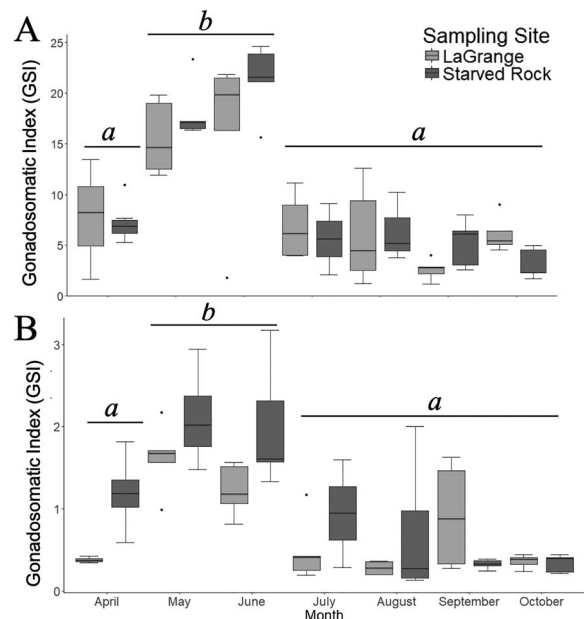 A
b
Sampling Site
LaGrange
Starved Rock
a
a
Gonadosomatic Index (GSI)
25
20
15
10
5
0
B
b
a
a
Gonadosomatic Index (GSI)
3
2
1
0
April May June July August September October
Month